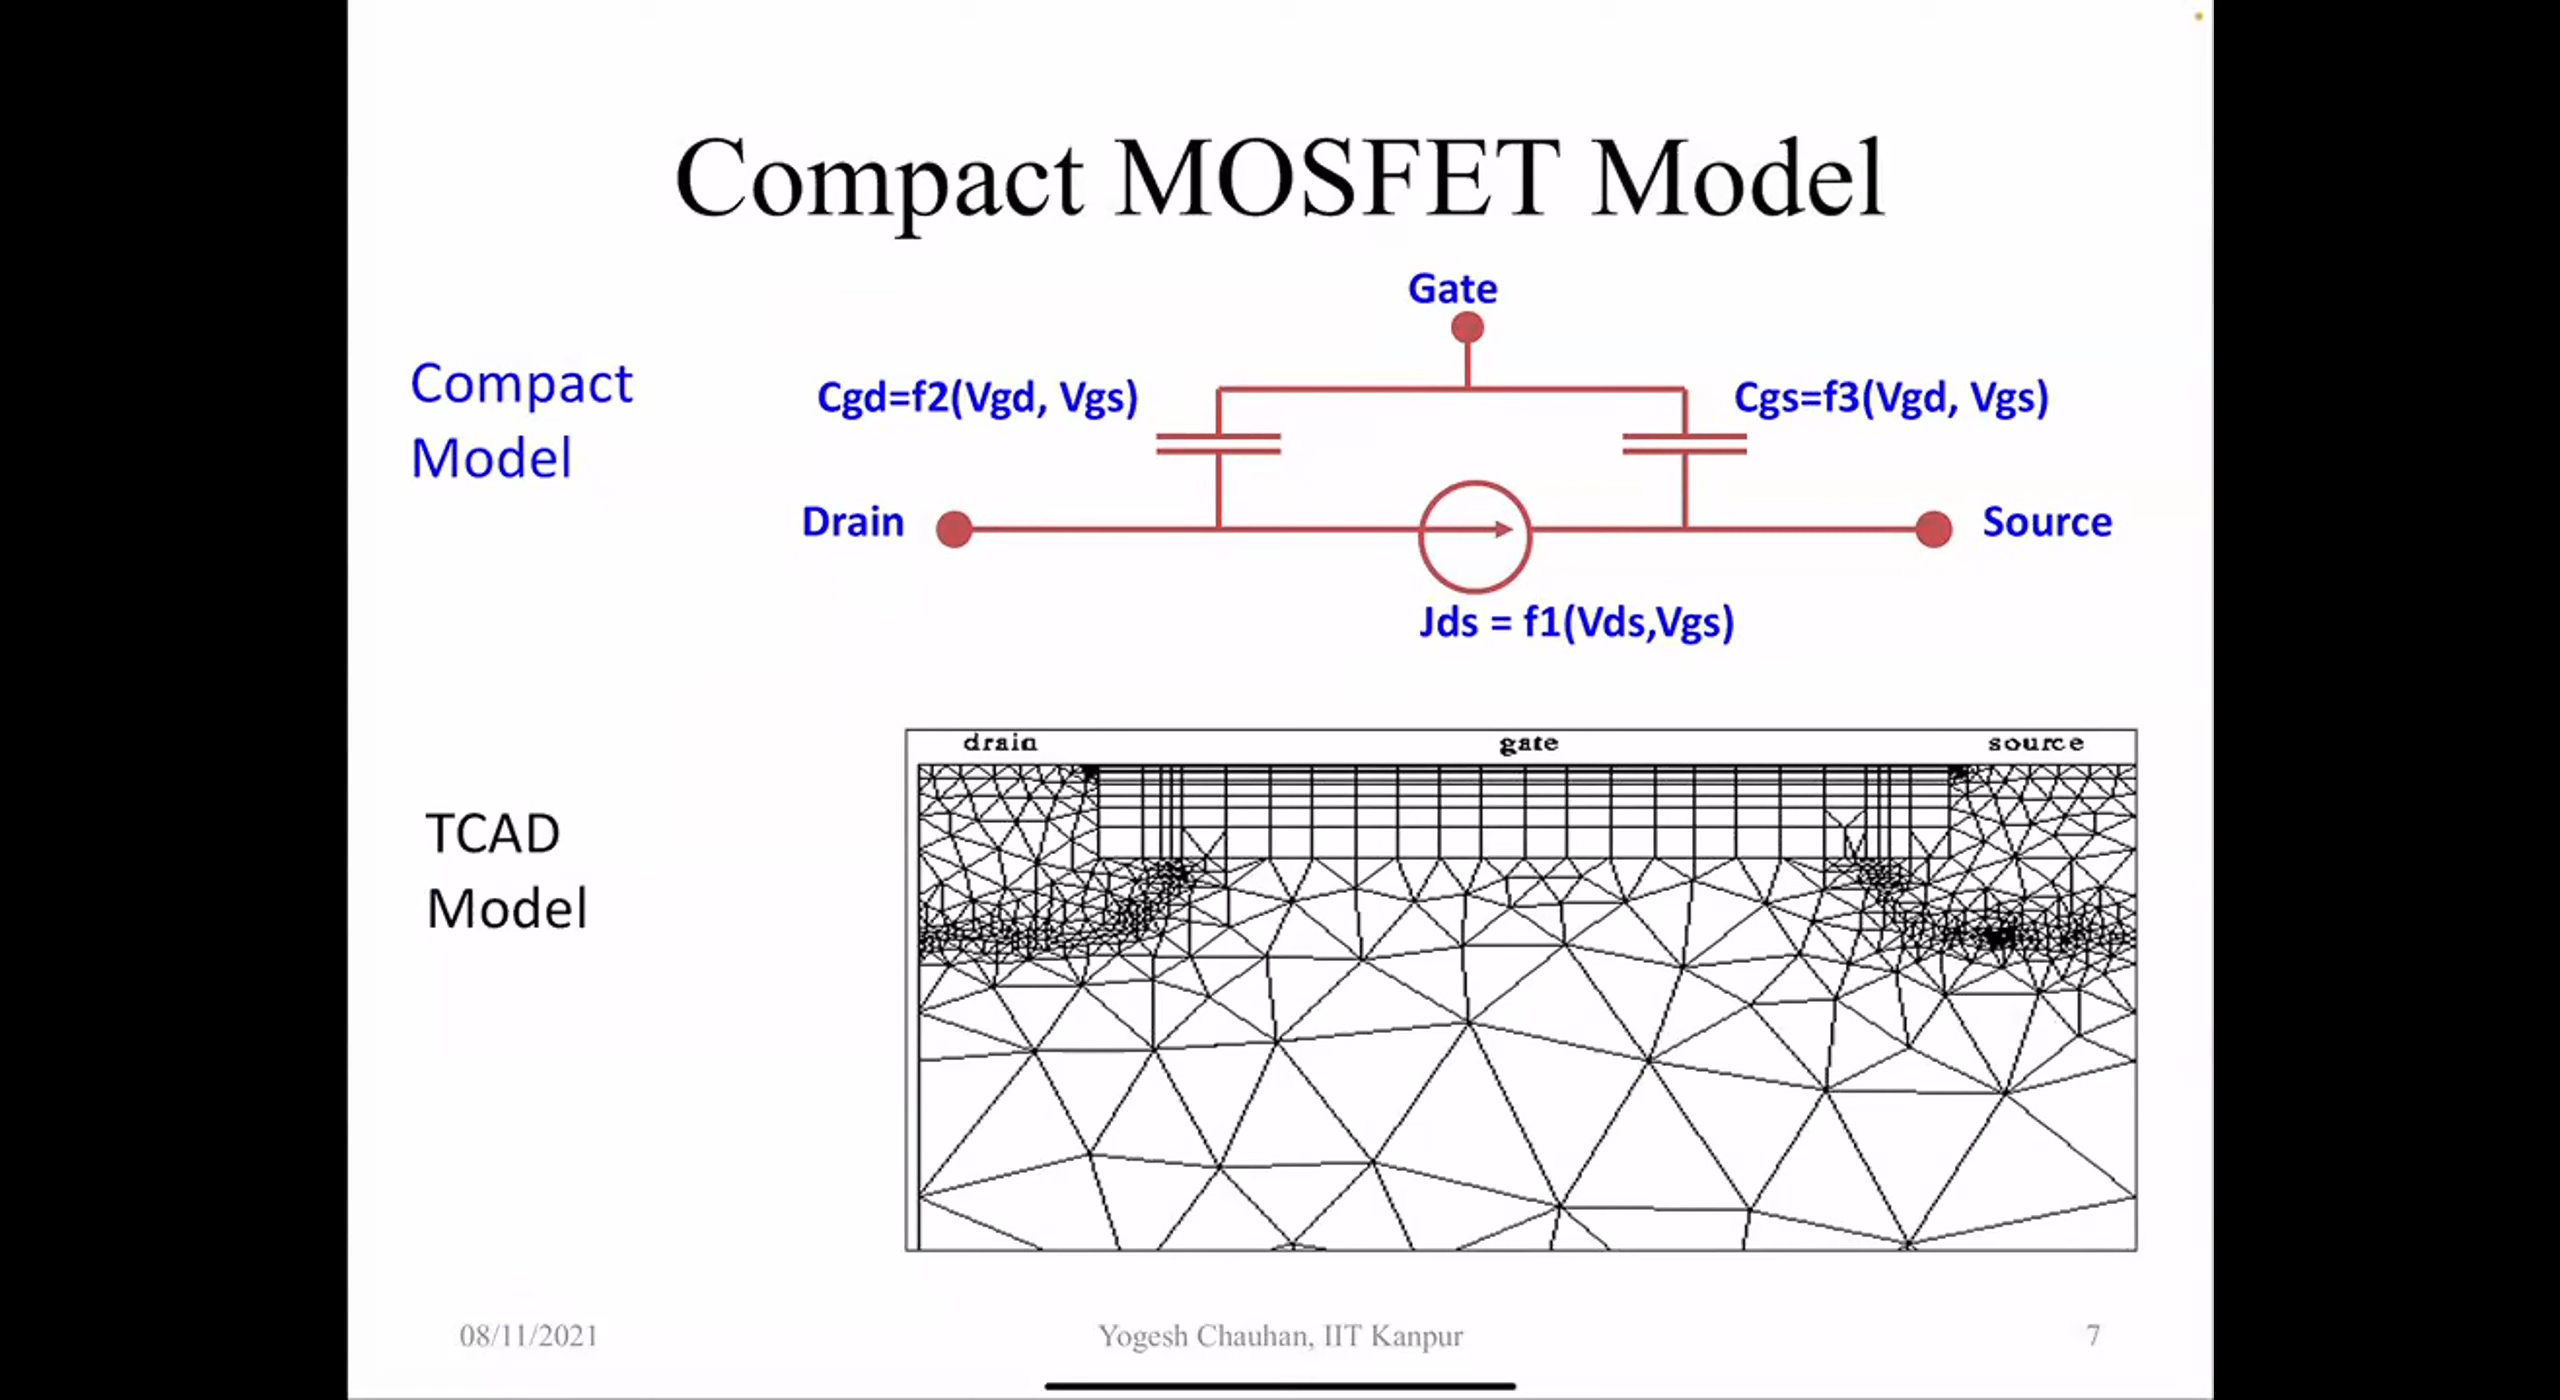 Compact MOSFET Model
Gate
Compact
Model
Cgd=f2(Vgd, Vgs)
Cgs=f3(Vgd, Vgs)
Drain
Source
Jds = f1(Vds,Vgs)
drain
gate
source
TCAD
Model
08/11/2021
Yogesh Chauhan, IIT Kanpur
7